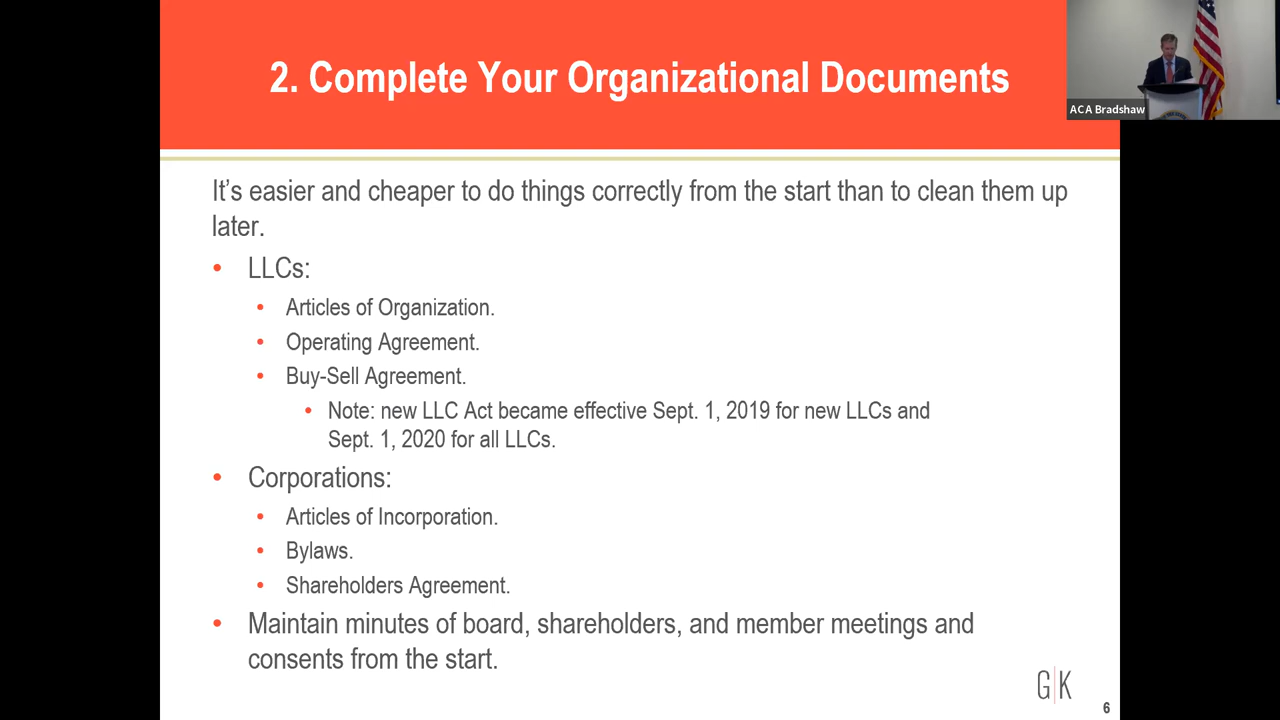 2. Complete Your Organizational Documents
ACA Bradshaw
It’s easier and cheaper to do things correctly from the start than to clean them up
later.
• LLCs:
• Articles of Organization.
• Operating Agreement.
• Buy-Sell Agreement.
• Note: new LLC Act became effective Sept. 1, 2019 for new LLCs and
Sept. 1, 2020 for all LLCs.
• Corporations:
• Articles of Incorporation.
• Bylaws.
• Shareholders Agreement.
• Maintain minutes of board, shareholders, and member meetings and
consents from the start.
G|K
6